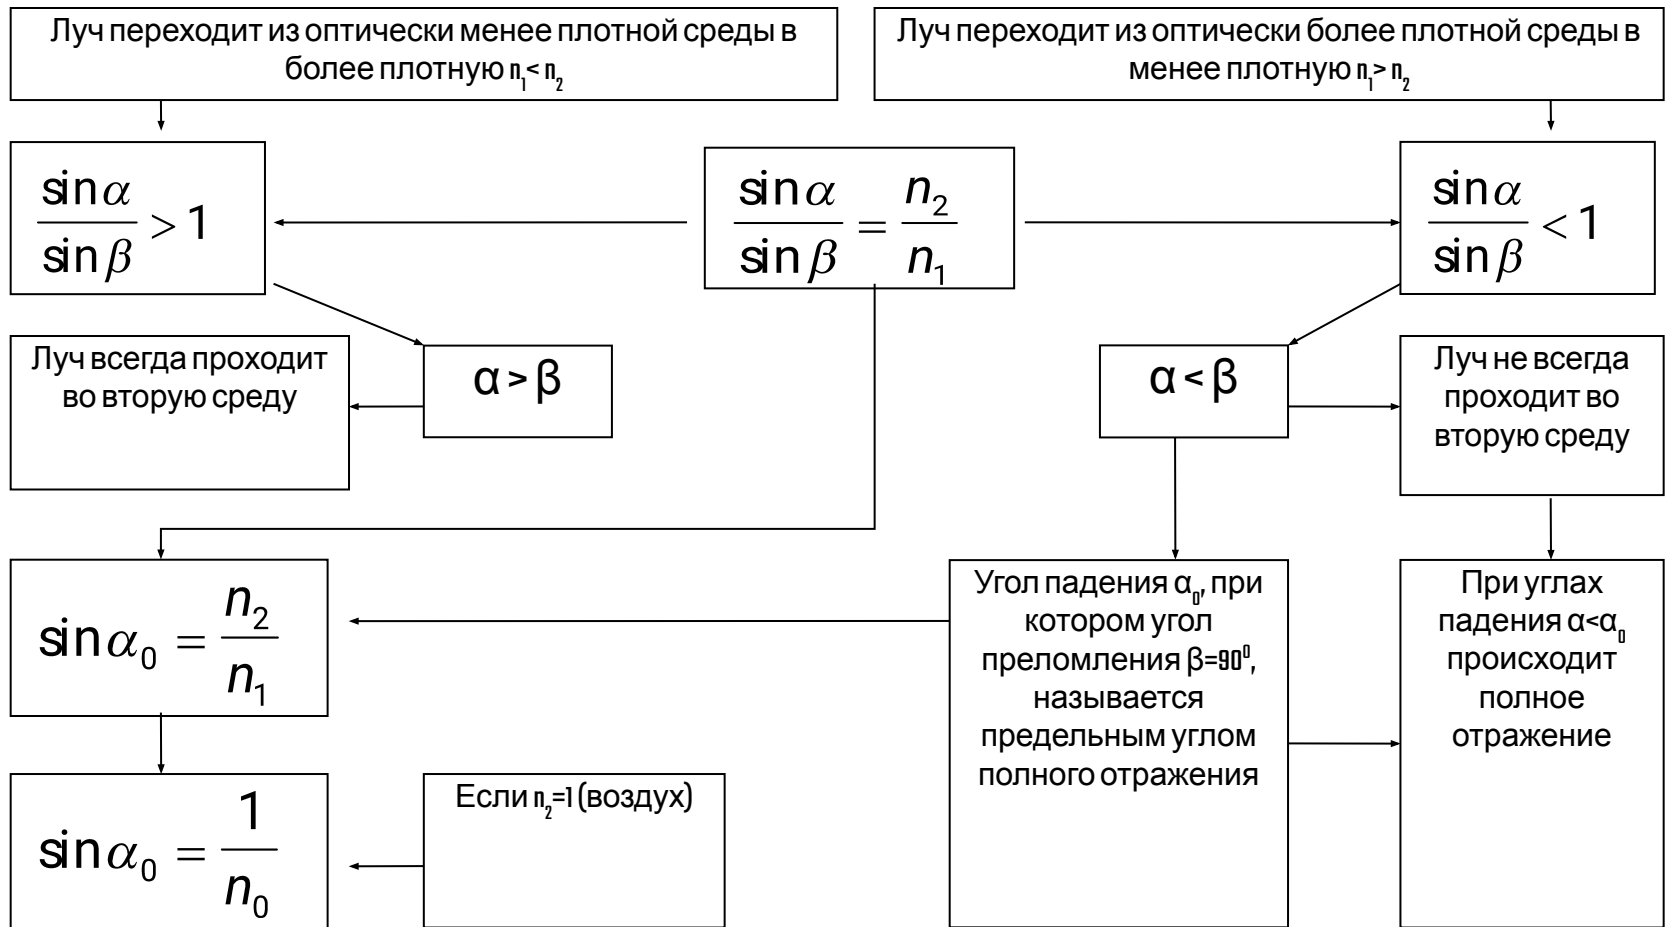 Луч переходит из оптически менее плотной среды в
более плотную n₁< n₂
Луч переходит из оптически более плотной среды в
менее плотную n₁> n₂
sin α / sin β > 1
sin α / sin β = n₂ / n₁
sin α / sin β < 1
Луч всегда проходит
во вторую среду
α > β
α < β
Луч не всегда
проходит во
вторую среду
sin α₀ = n₂ / n₁
Угол падения α₀, при
котором угол
преломления β=90⁰,
называется
предельным углом
полного отражения
При углах
падения α<α₀
происходит
полное
отражение
sin α₀ = 1 / n₀
Если n₂=1 (воздух)